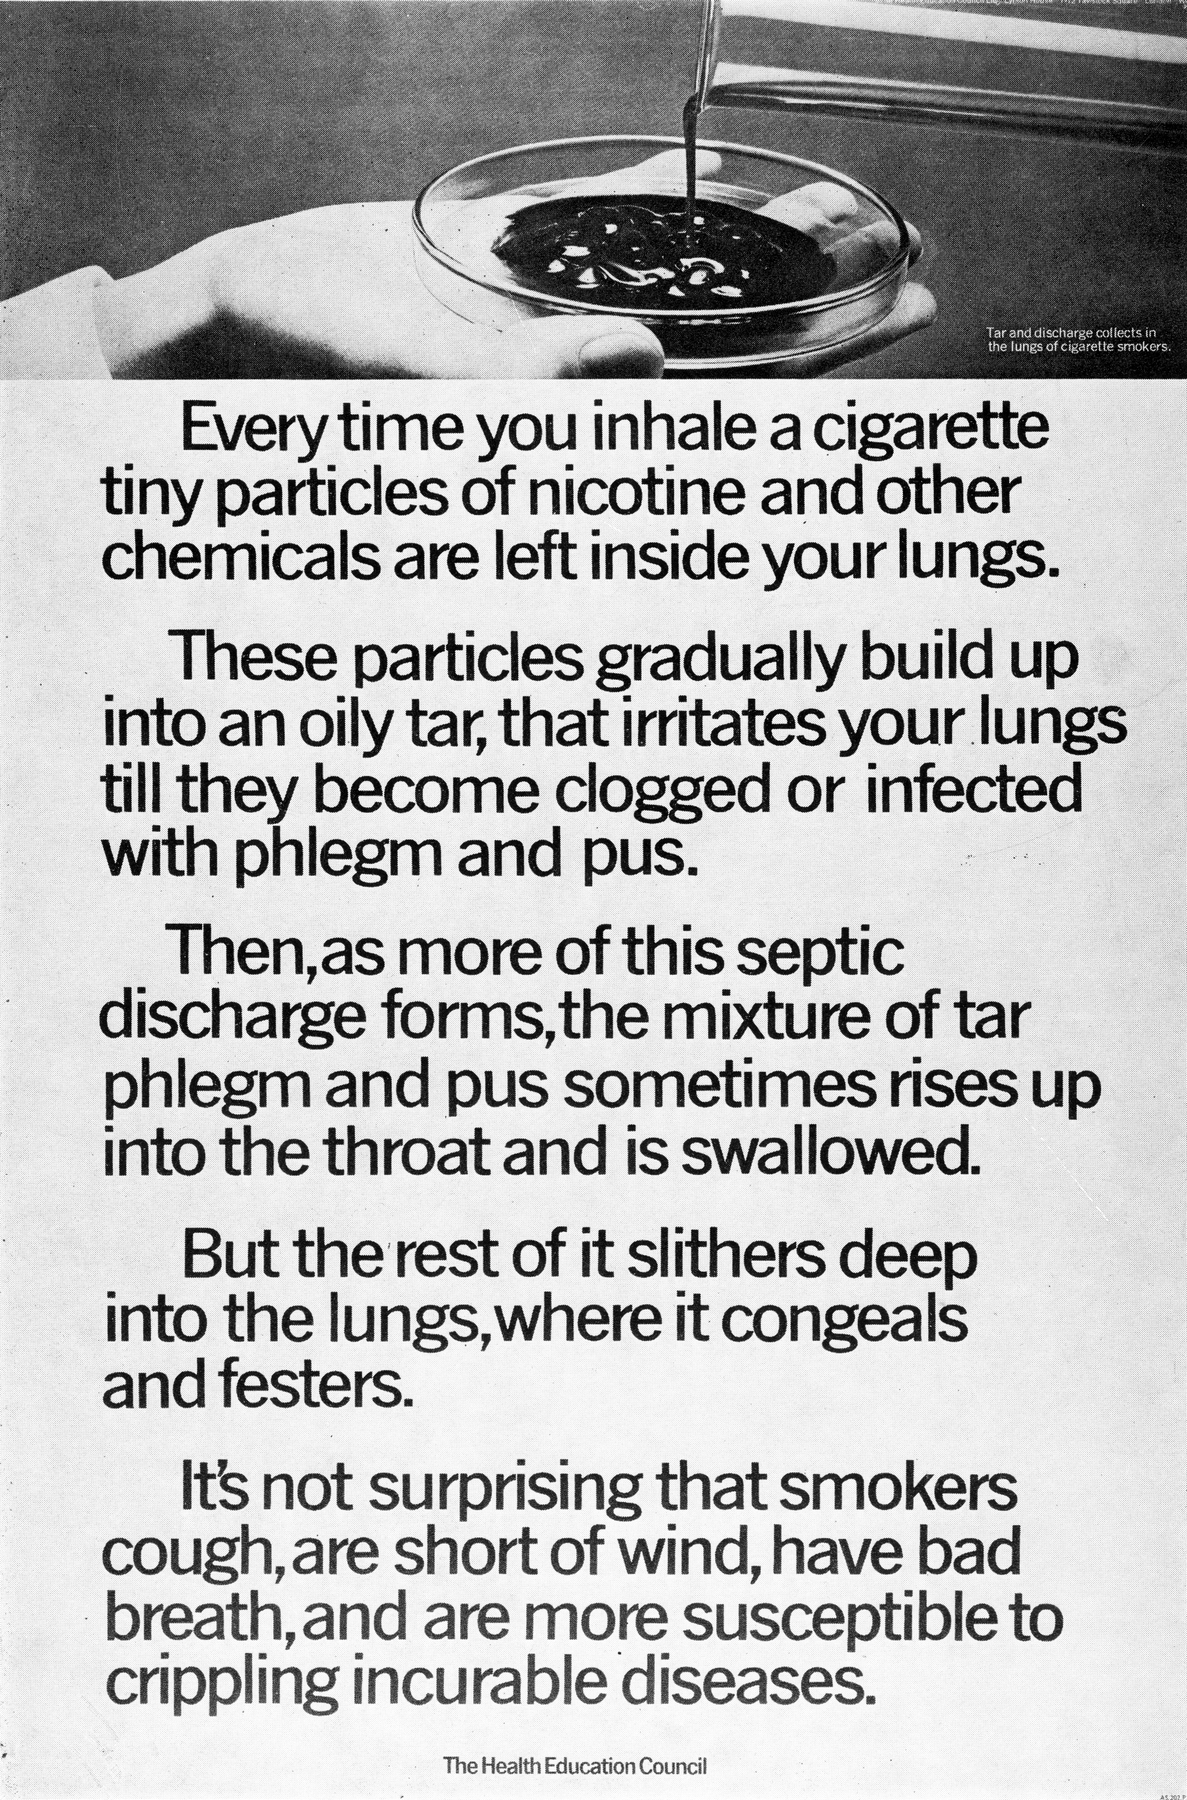 Tar and discharge collects in
the lungs of cigarette smokers.
Every time you inhale a cigarette
tiny particles of nicotine and other
chemicals are left inside your lungs.
These particles gradually build up
into an oily tar, that irritates your lungs
till they become clogged or infected
with phlegm and pus.
Then, as more of this septic
discharge forms, the mixture of tar
phlegm and pus sometimes rises up
into the throat and is swallowed.
But the rest of it slithers deep
into the lungs, where it congeals
and festers.
It's not surprising that smokers
cough, are short of wind, have bad
breath, and are more susceptible to
crippling incurable diseases.
The Health Education Council